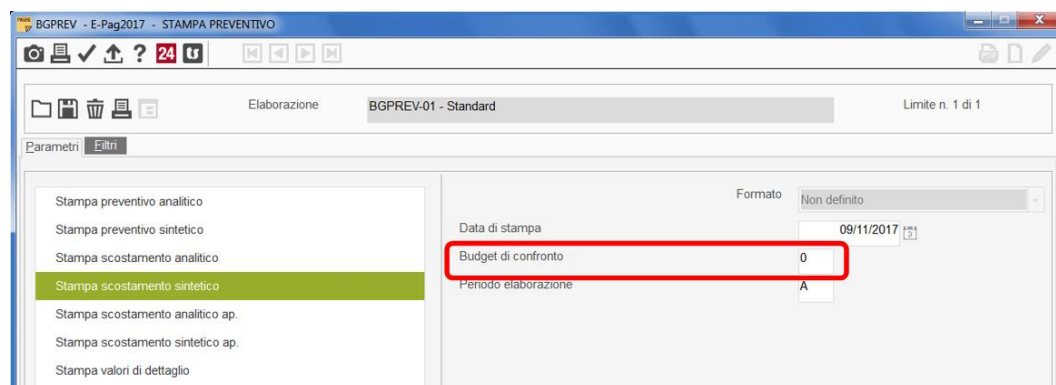 BGPREV - E-Pag2017 - STAMPA PREVENTIVO
? 24
Elaborazione BGPREV-01 - Standard Limite n. 1 di 1
Parametri Filtri
Stampa preventivo analitico
Stampa preventivo sintetico
Stampa scostamento analitico
Stampa scostamento sintetico
Stampa scostamento analitico ap.
Stampa scostamento sintetico ap.
Stampa valori di dettaglio
Formato Non definito
Data di stampa 09/11/2017
Budget di confronto 0
Periodo elaborazione A